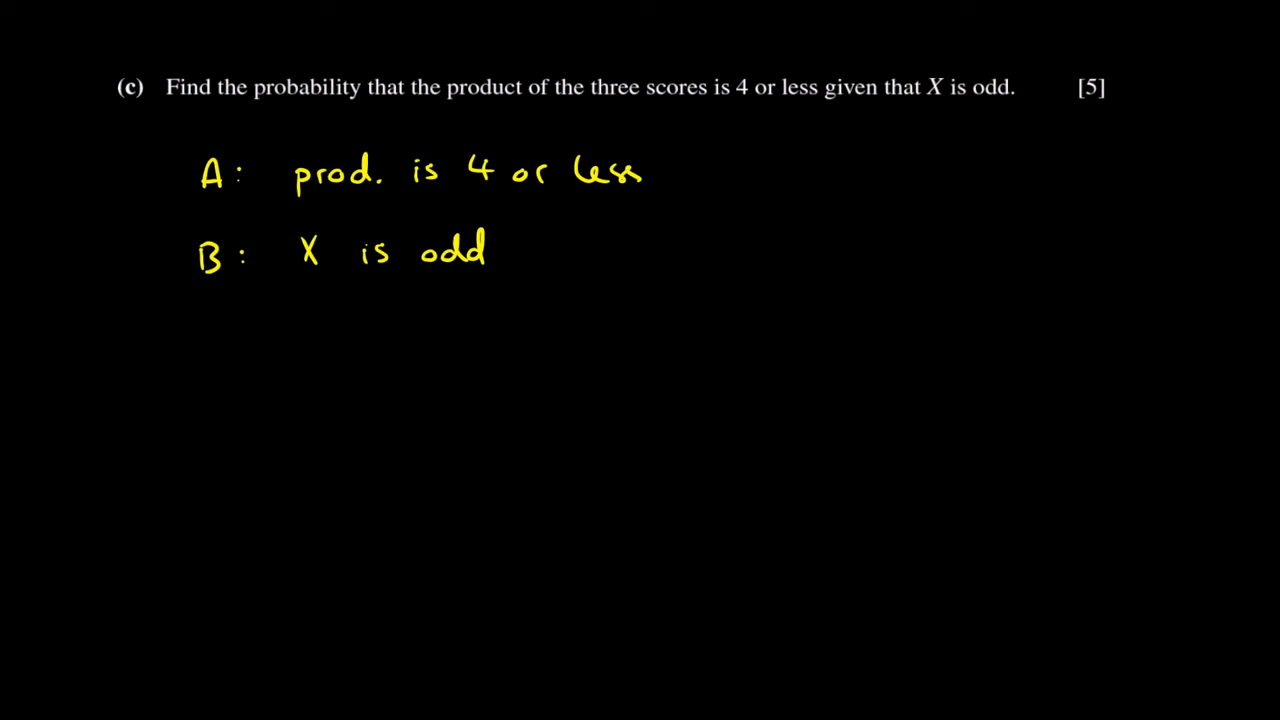 (c) Find the probability that the product of the three scores is 4 or less given that X is odd. [5]
A: prod. is 4 or less
B: X is odd